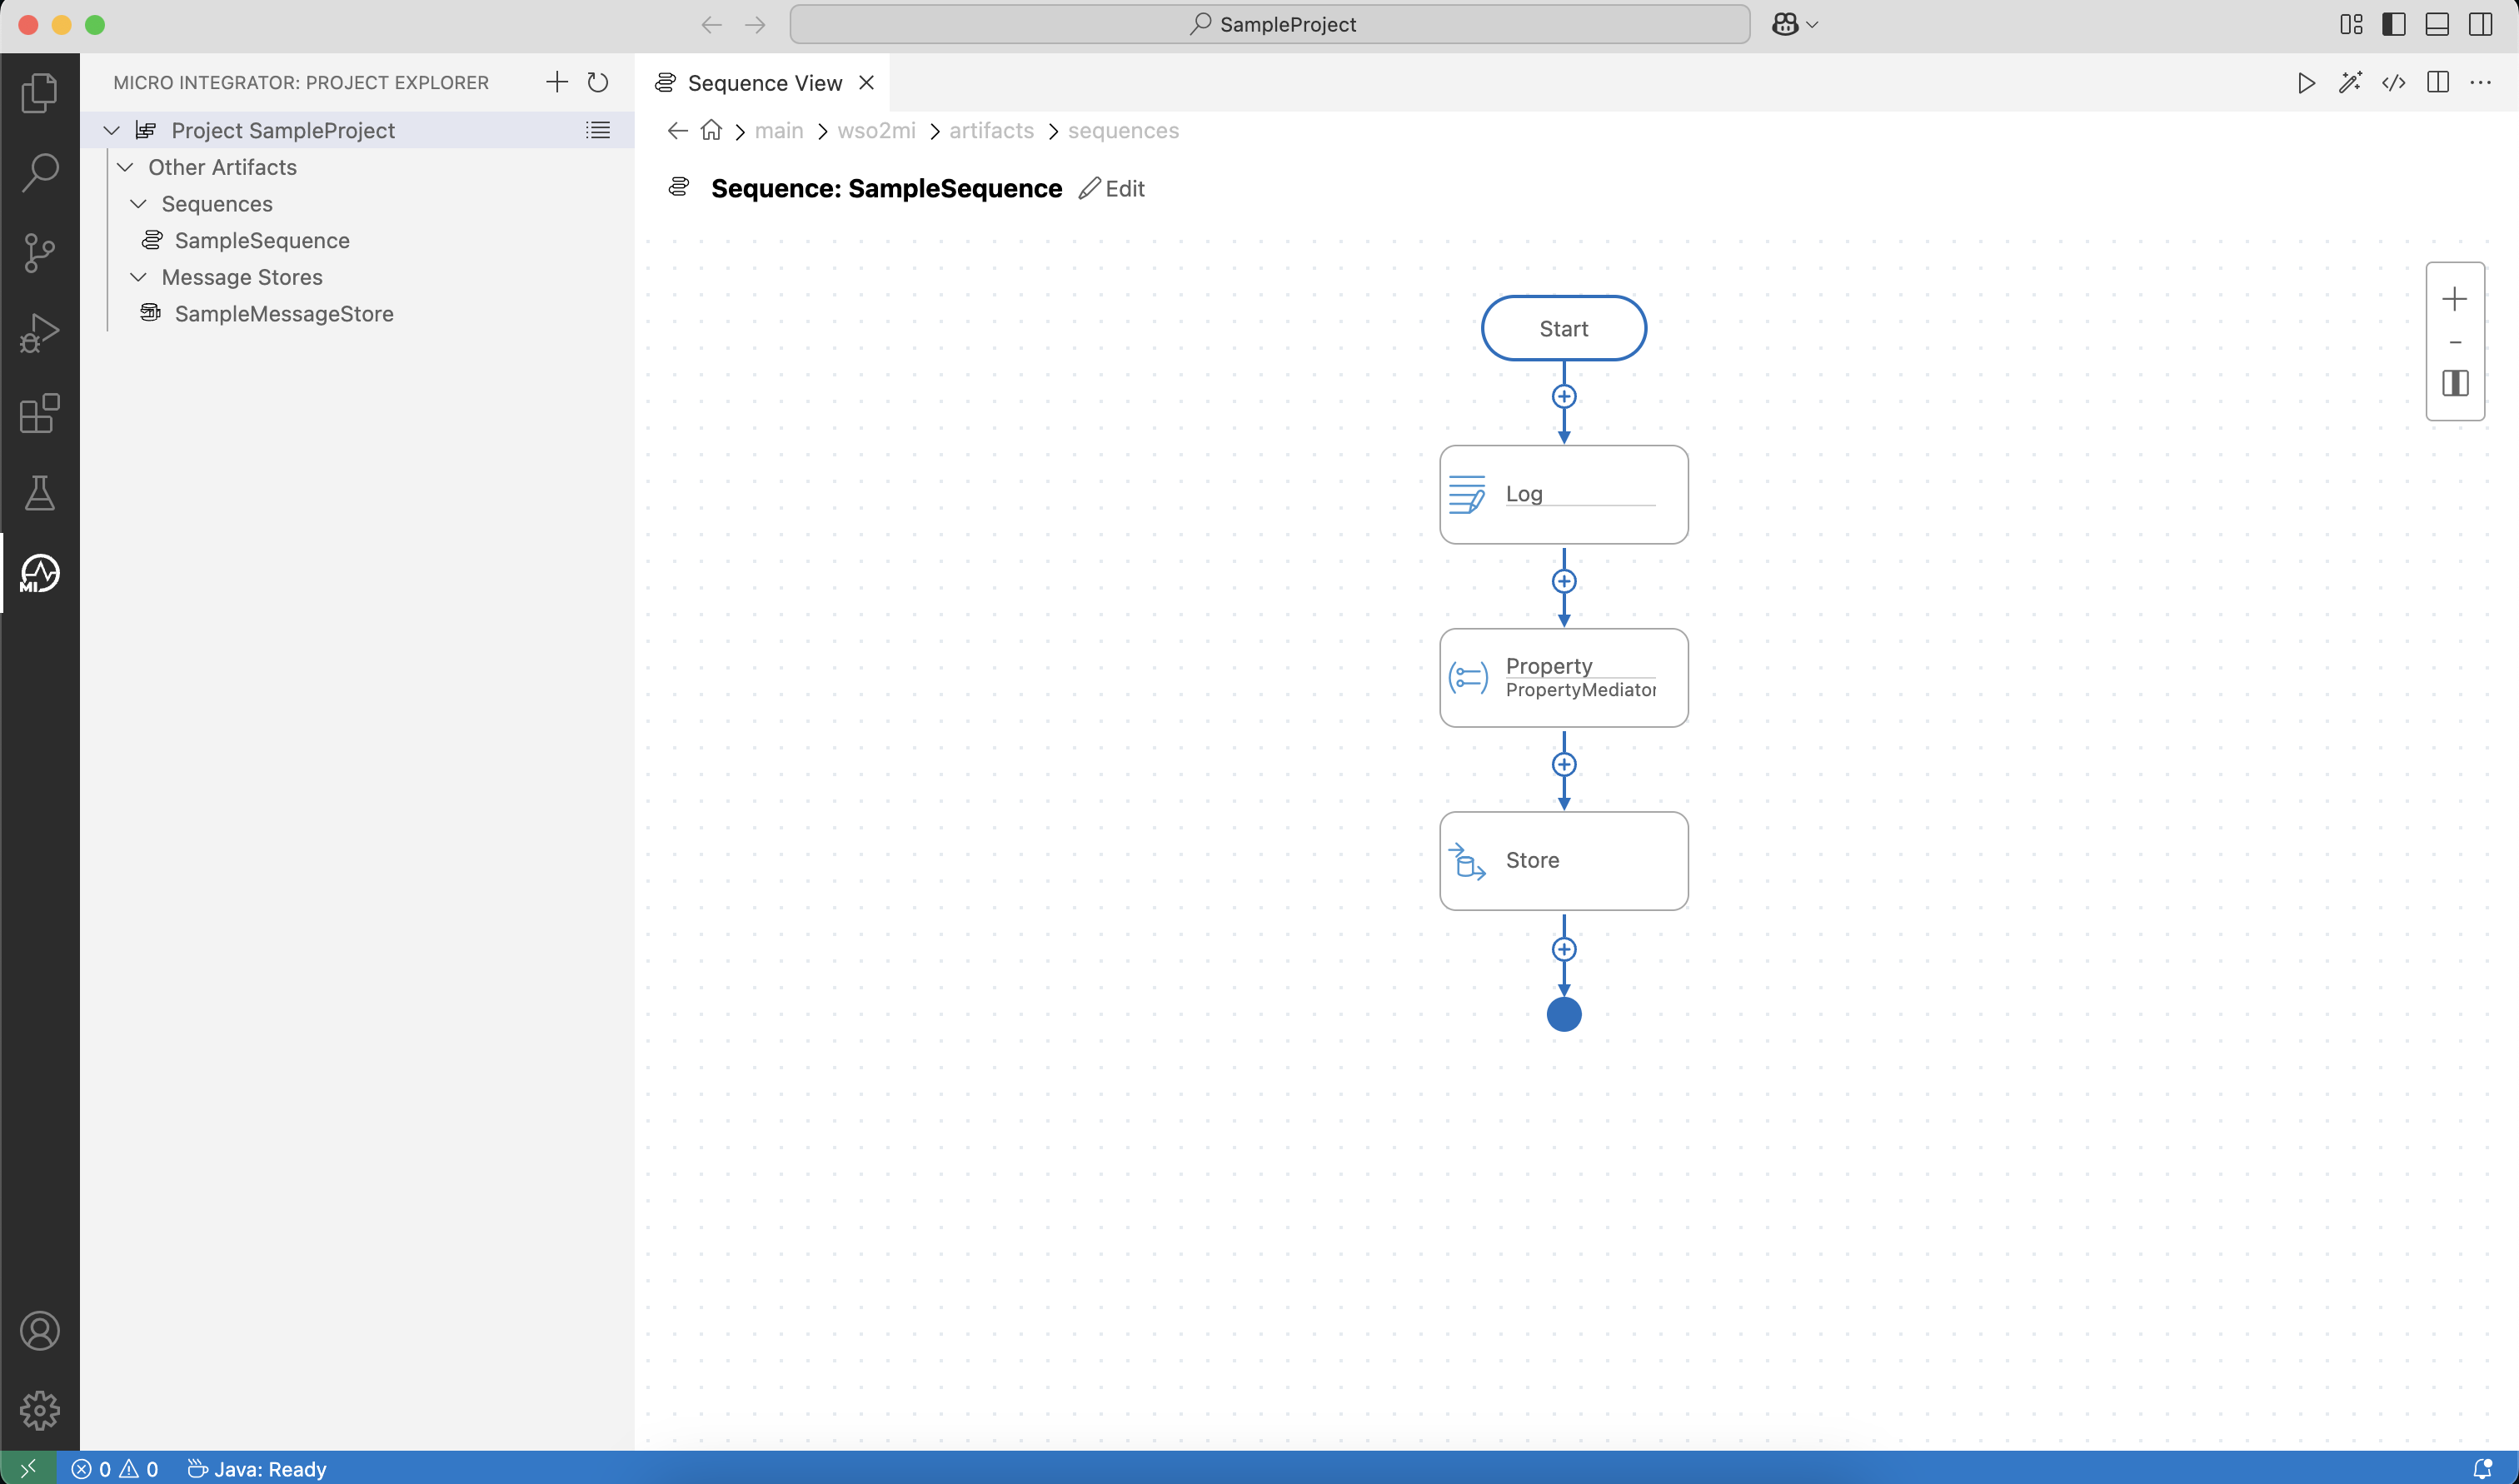 SampleProject
MICRO INTEGRATOR: PROJECT EXPLORER
Project SampleProject
Other Artifacts
Sequences
SampleSequence
Message Stores
SampleMessageStore
MI
Sequence View
main > wso2mi > artifacts > sequences
Sequence: SampleSequence Edit
Start
Log
Property
PropertyMediator
Store
0 0 Java: Ready